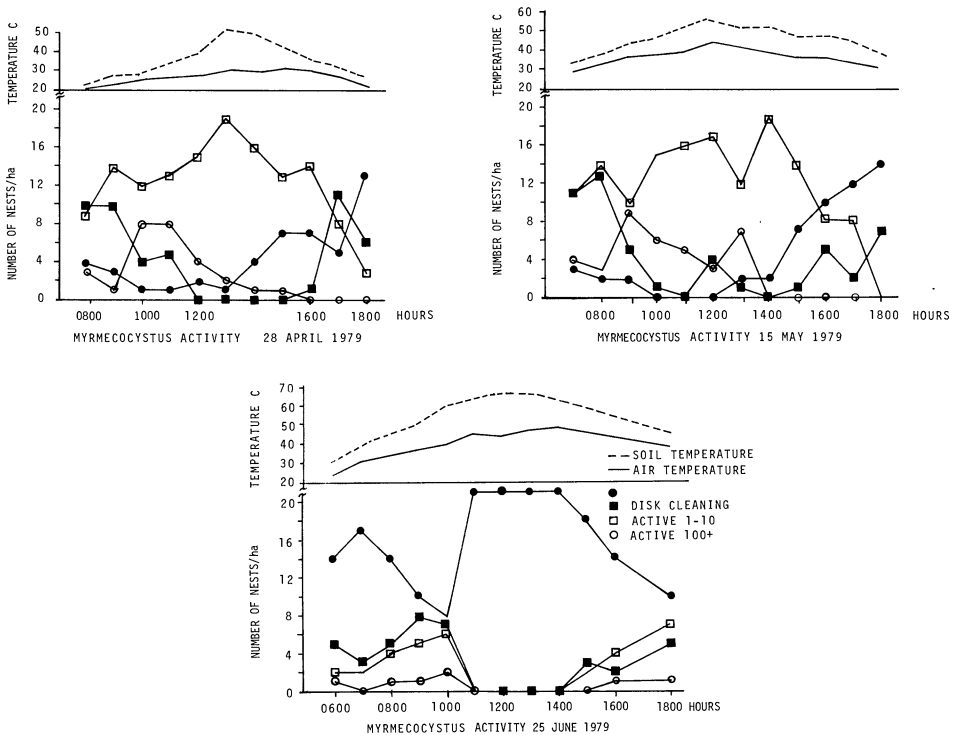 TEMPERATURE C
50
40
30
20
NUMBER OF NESTS/ha
20
16
12
8
4
0
0800 1000 1200 1600 1800 HOURS
MYRMECOCYSTUS ACTIVITY 28 APRIL 1979
TEMPERATURE C
60
50
40
30
20
NUMBER OF NESTS/ha
20
16
12
8
4
0
0800 1000 1200 1400 1600 1800 HOURS
MYRMECOCYSTUS ACTIVITY 15 MAY 1979
TEMPERATURE C
70
60
50
40
30
20
SOIL TEMPERATURE
AIR TEMPERATURE
DISK CLEANING
ACTIVE 1-10
ACTIVE 100+
NUMBER OF NESTS/ha
20
16
12
8
4
0
0600 0800 1000 1200 1400 1600 1800 HOURS
MYRMECOCYSTUS ACTIVITY 25 JUNE 1979